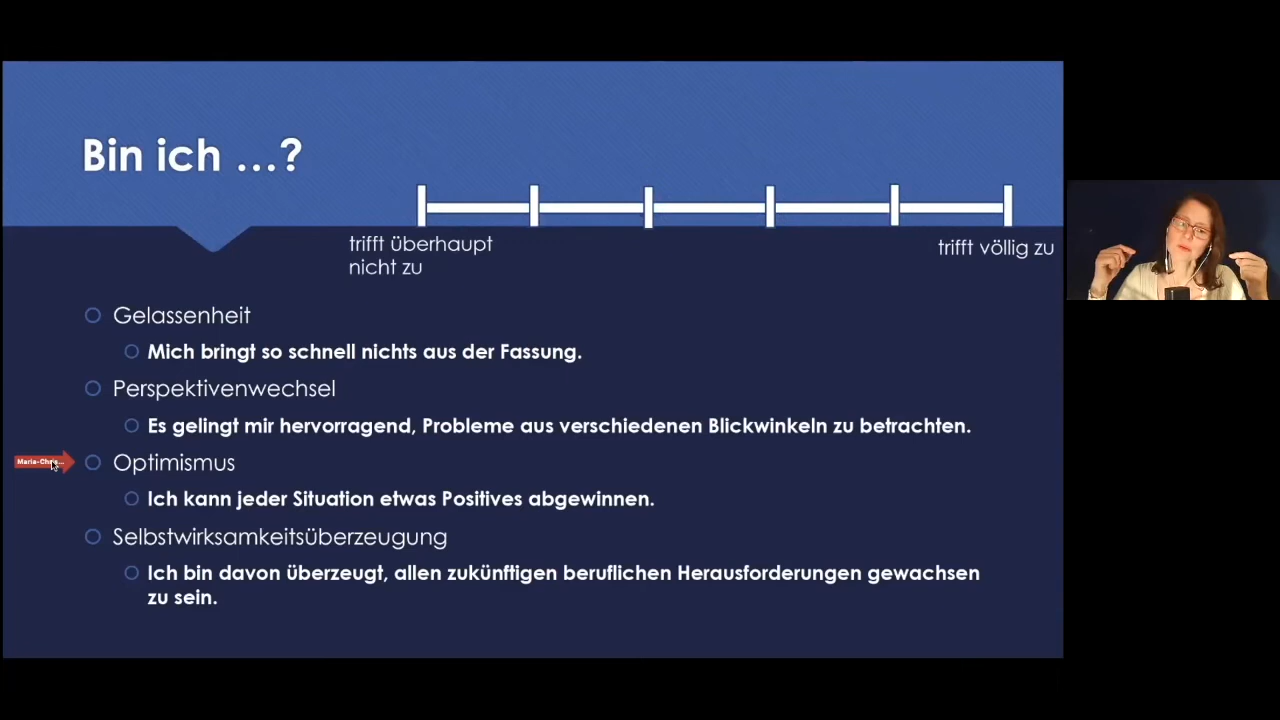 Bin ich …?
trifft überhaupt
nicht zu
trifft völlig zu
Gelassenheit
Mich bringt so schnell nichts aus der Fassung.
Perspektivenwechsel
Es gelingt mir hervorragend, Probleme aus verschiedenen Blickwinkeln zu betrachten.
Optimismus
Ich kann jeder Situation etwas Positives abgewinnen.
Selbstwirksamkeitsüberzeugung
Ich bin davon überzeugt, allen zukünftigen beruflichen Herausforderungen gewachsen
zu sein.